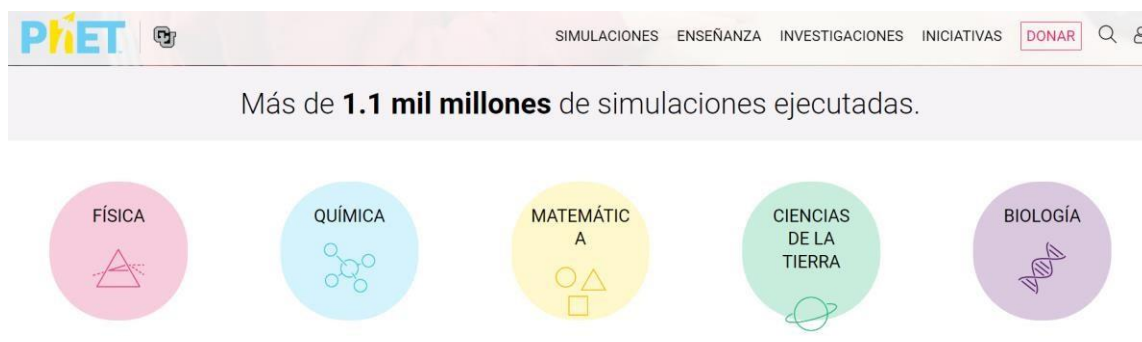 PhET
SIMULACIONES ENSEÑANZA INVESTIGACIONES INICIATIVAS DONAR
Más de 1.1 mil millones de simulaciones ejecutadas.
FÍSICA
QUÍMICA
MATEMÁTIC
A
CIENCIAS
DE LA
TIERRA
BIOLOGÍA